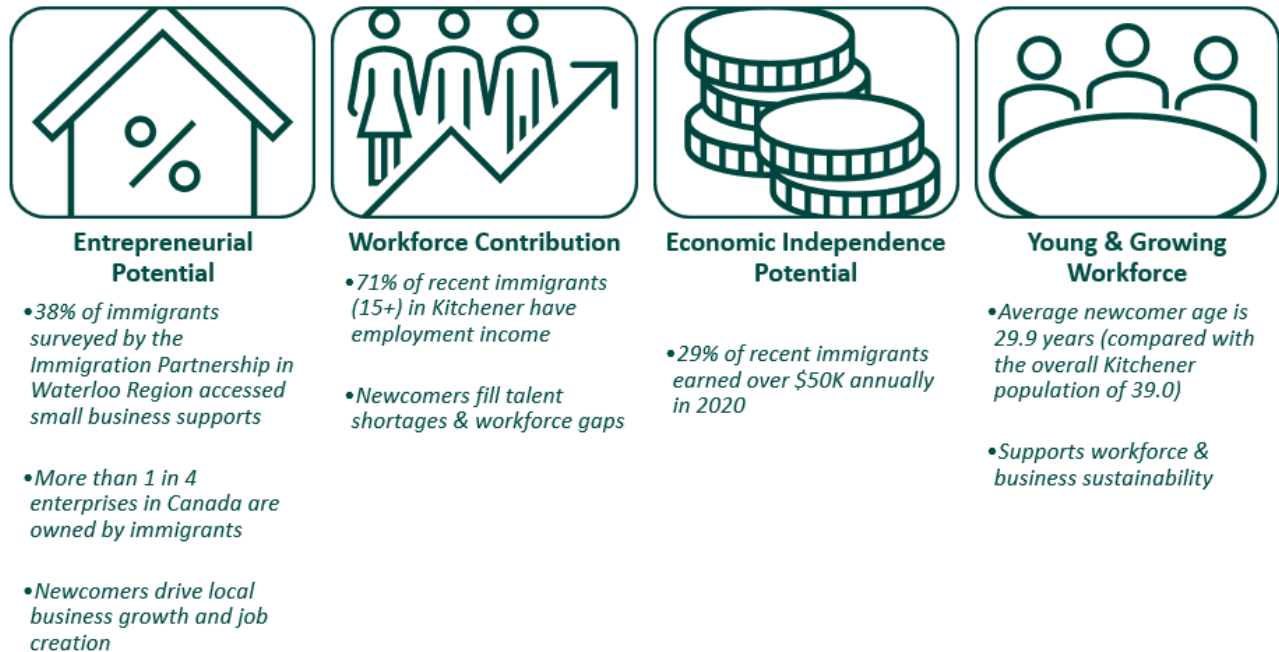 Entrepreneurial
Potential
•38% of immigrants
surveyed by the
Immigration Partnership in
Waterloo Region accessed
small business supports
•More than 1 in 4
enterprises in Canada are
owned by immigrants
•Newcomers drive local
business growth and job
creation
Workforce Contribution
•71% of recent immigrants
(15+) in Kitchener have
employment income
•Newcomers fill talent
shortages & workforce gaps
Economic Independence
Potential
•29% of recent immigrants
earned over $50K annually
in 2020
Young & Growing
Workforce
•Average newcomer age is
29.9 years (compared with
the overall Kitchener
population of 39.0)
•Supports workforce &
business sustainability